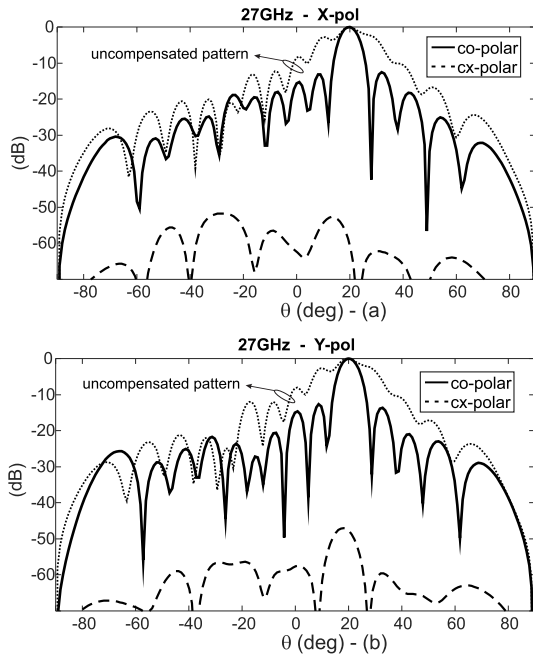 27GHz - X-pol
uncompensated pattern
co-polar
cx-polar
0
-10
-20
-30
-40
-50
-60
(dB)
-80 -60 -40 -20 0 20 40 60 80
θ (deg) - (a)
27GHz - Y-pol
uncompensated pattern
co-polar
cx-polar
0
-10
-20
-30
-40
-50
-60
(dB)
-80 -60 -40 -20 0 20 40 60 80
θ (deg) - (b)